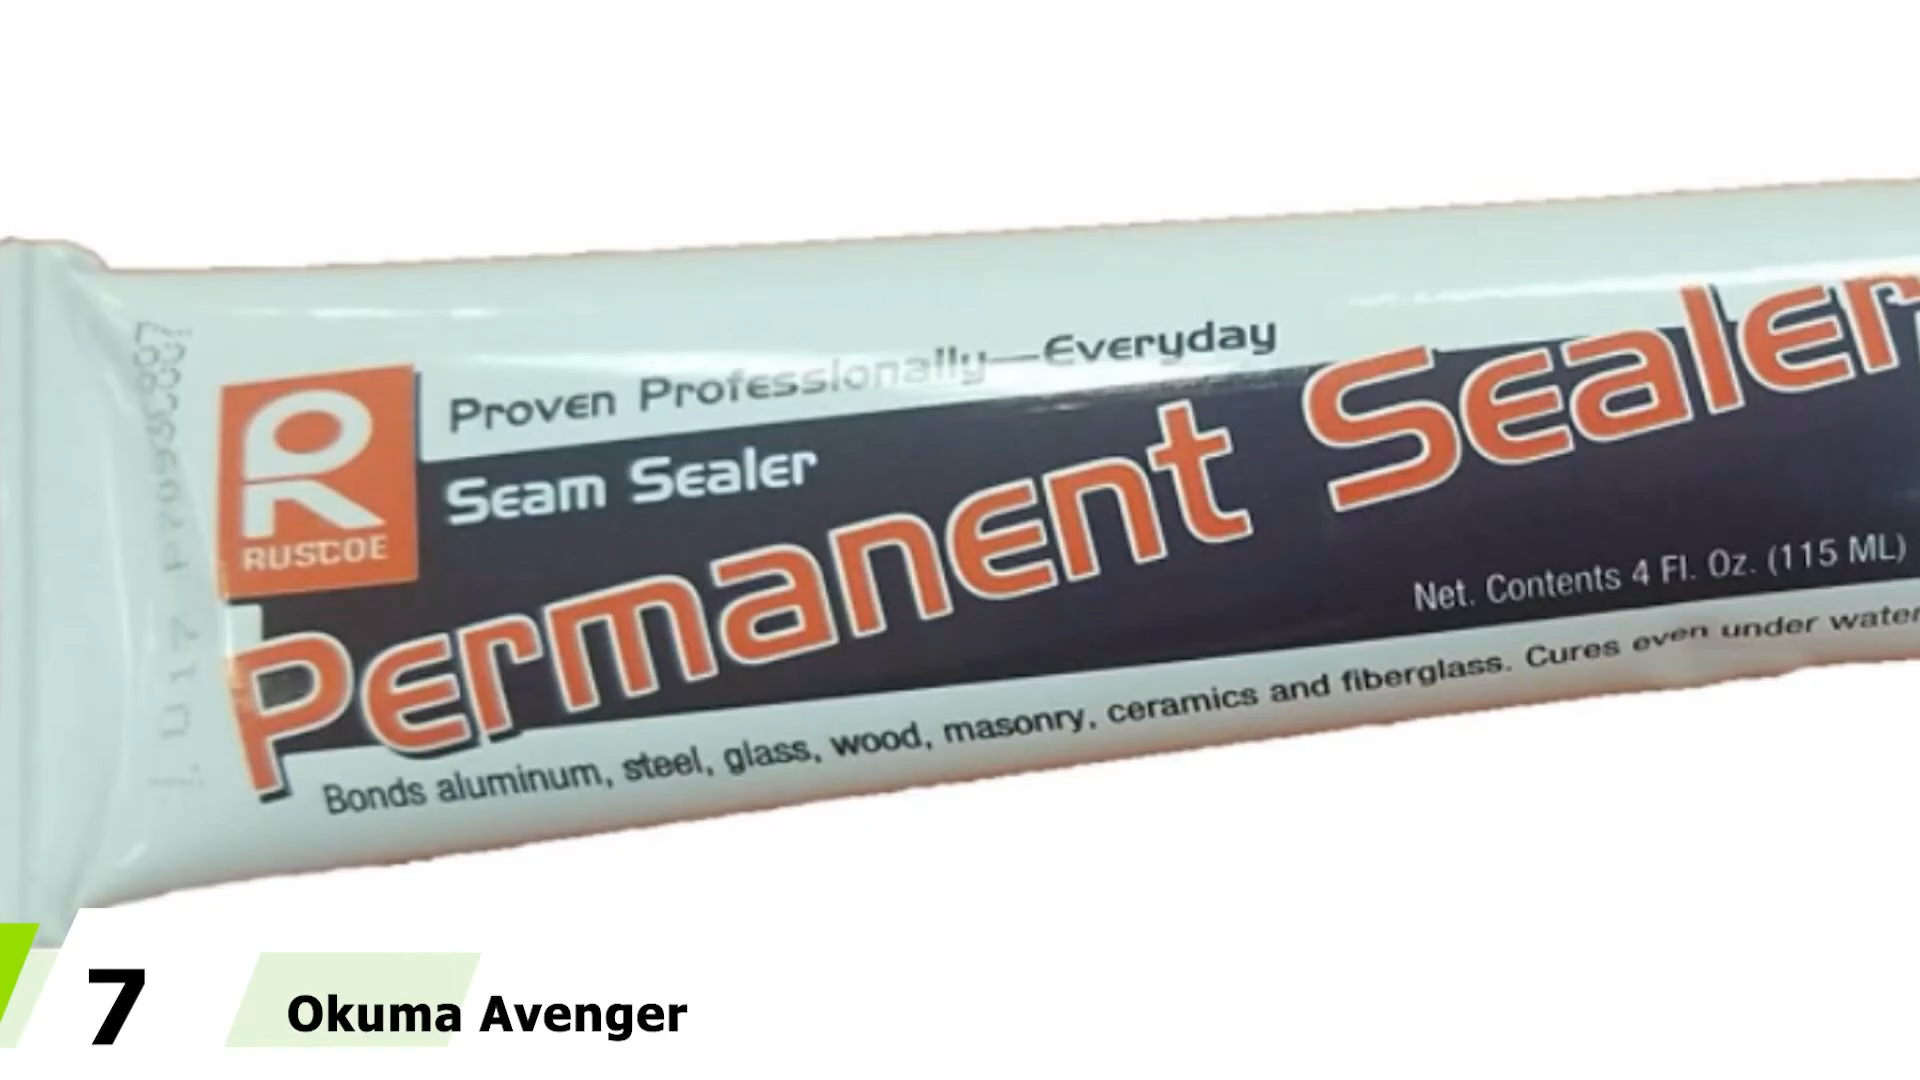 Proven Professionally—Everyday
RUSCOE
Seam Sealer
Permanent Sealer
Net. Contents 4 Fl. Oz. (115 ML)
Bonds aluminum, steel, glass, wood, masonry, ceramics and fiberglass. Cures even under water
7
Okuma Avenger